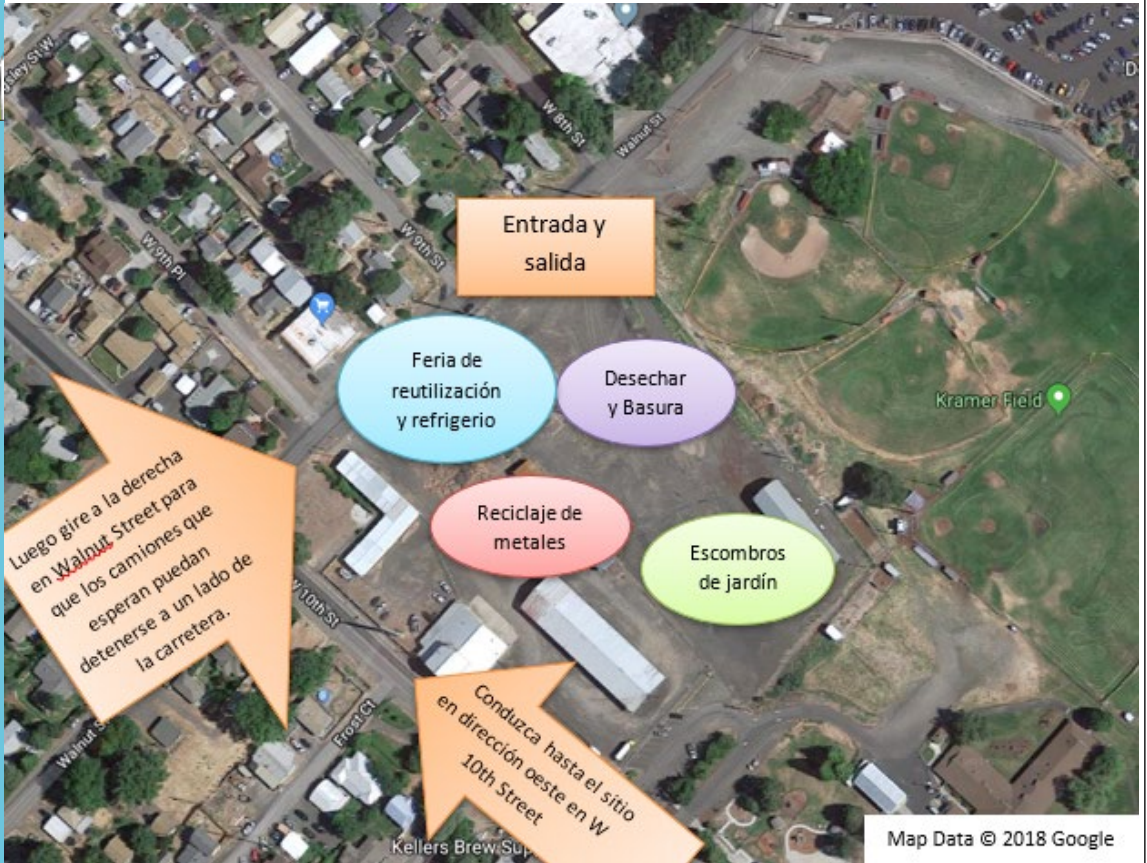 W 8th St
Walnut St
Entrada y
salida
W 9th St
W 9th Pl
Feria de
reutilización
y refrigerio
Desechar
y Basura
Kramer Field
Reciclaje de
metales
Escombros
de jardín
Luego gire a la derecha
en Walnut Street para
que los camiones que
esperan puedan
detenerse a un lado de
la carretera.
W 10th St
Frost Ct
Conduzca hasta el sitio
en dirección oeste en W
10th Street
Kellers Brew
Map Data © 2018 Google